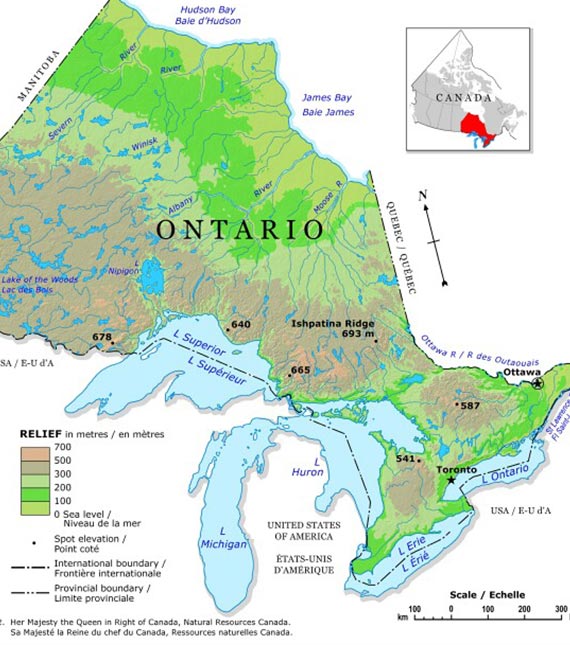 Hudson Bay
Baie d'Hudson
MANITOBA
River
River
James Bay
Baie James
CANADA
Severn
Winisk
Albany
River
Moose R
ONTARIO
N
QUEBEC / QUÉBEC
L
Nipigon
Lake of the Woods
Lac des Bois
640
Ishpatina Ridge
693 m
678
L Superior
L Supérieur
665
Ottawa R / R des Outaouais
Ottawa
SA / E-U d'A
587
St Lawrence
RELIEF in metres / en mètres
700
500
300
200
100
0 Sea level /
Niveau de la mer
Spot elevation /
Point coté
International boundary /
Frontière internationale
Provincial boundary /
Limite provinciale
541
Toronto
L
Huron
L Ontario
USA / E-U d'A
UNITED STATES
OF AMERICA
ÉTATS-UNIS
D'AMÉRIQUE
L
Michigan
L Erie
L Érié
Scale / Echelle
100 0 100 200 300
km
2. Her Majesty the Queen in Right of Canada, Natural Resources Canada.
Sa Majesté la Reine du chef du Canada, Ressources naturelles Canada.